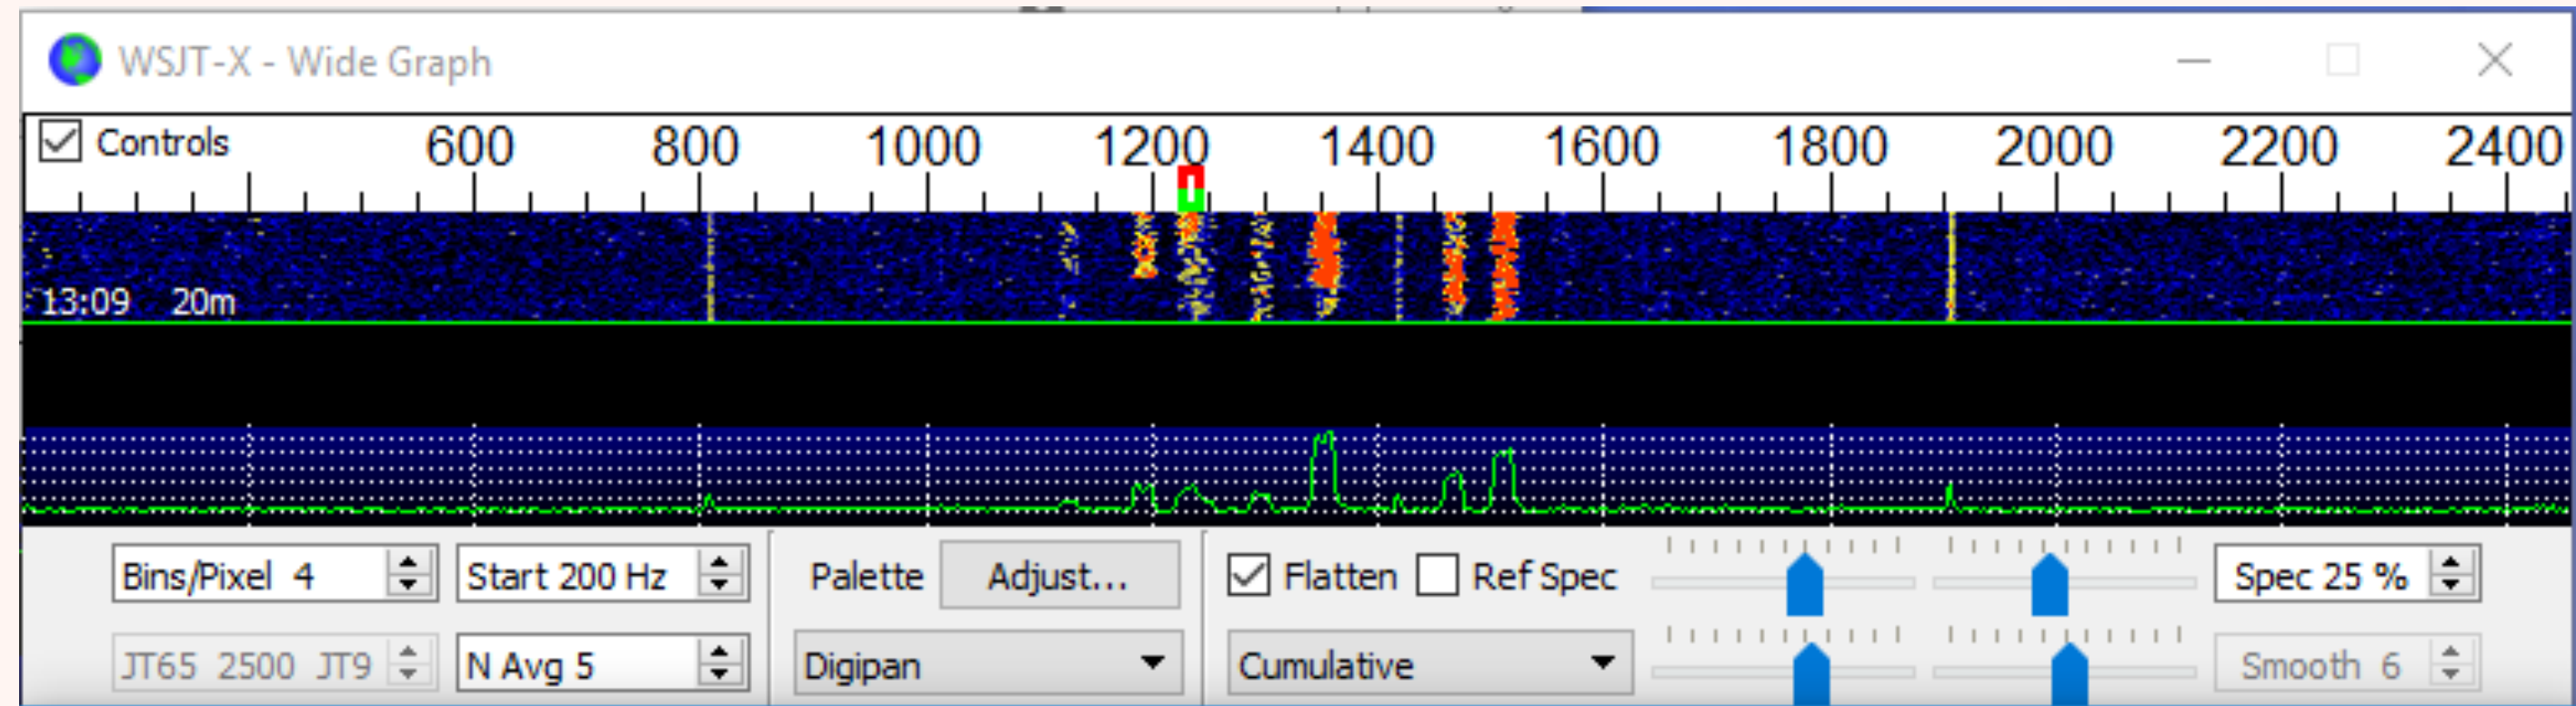 WSJT-X - Wide Graph
Controls 600 800 1000 1200 1400 1600 1800 2000 2200 2400
13:09 20m
Bins/Pixel 4 Start 200 Hz Palette Adjust... Flatten Ref Spec Spec 25 %
JT65 2500 JT9 N Avg 5 Digipan Cumulative Smooth 6